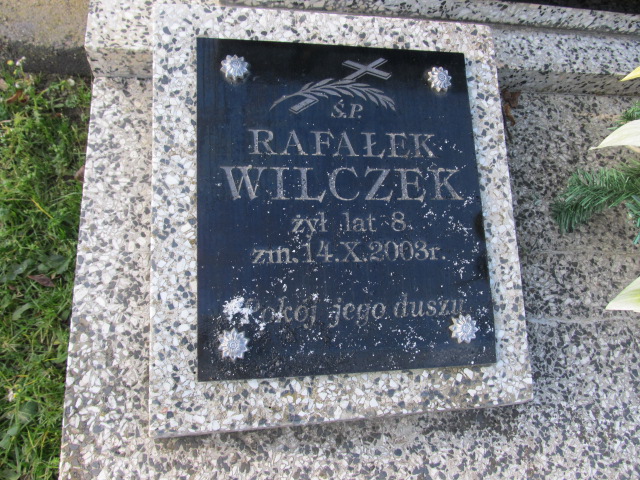 Ś.P.
RAFAŁEK
WILCZEK
żył lat 8.
zm. 14.X.2003r.
Pokój jego duszy